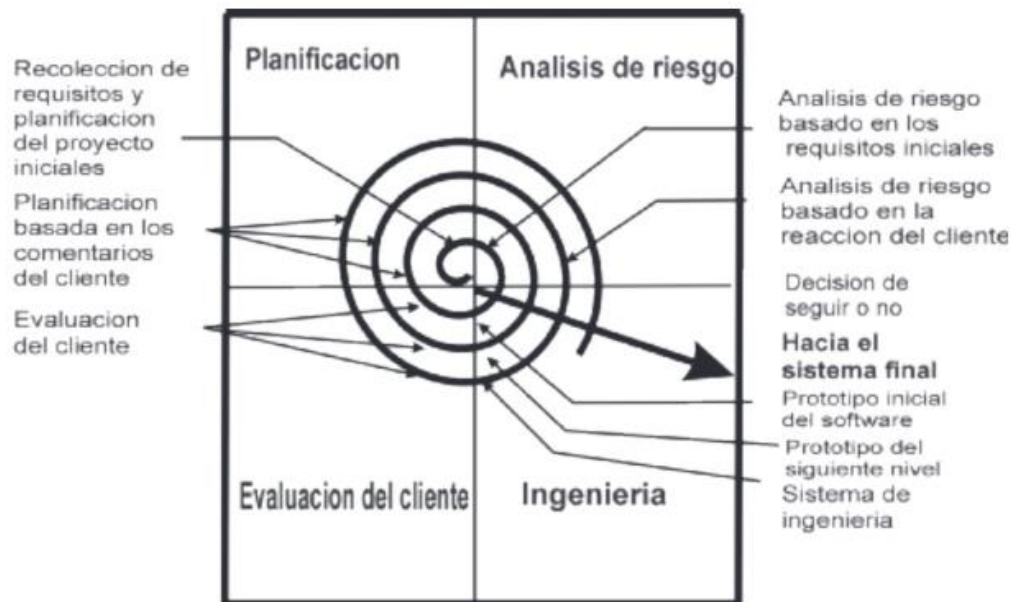 Planificacion
Analisis de riesgo
Recoleccion de
requisitos y
planificacion
del proyecto
iniciales
Planificacion
basada en los
comentarios
del cliente
Evaluacion
del cliente
Analisis de riesgo
basado en los
requisitos iniciales
Analisis de riesgo
basado en la
reaccion del cliente
Decision de
seguir o no
Hacia el
sistema final
Prototipo inicial
del software
Prototipo del
siguiente nivel
Sistema de
ingenieria
Evaluacion del cliente
Ingenieria